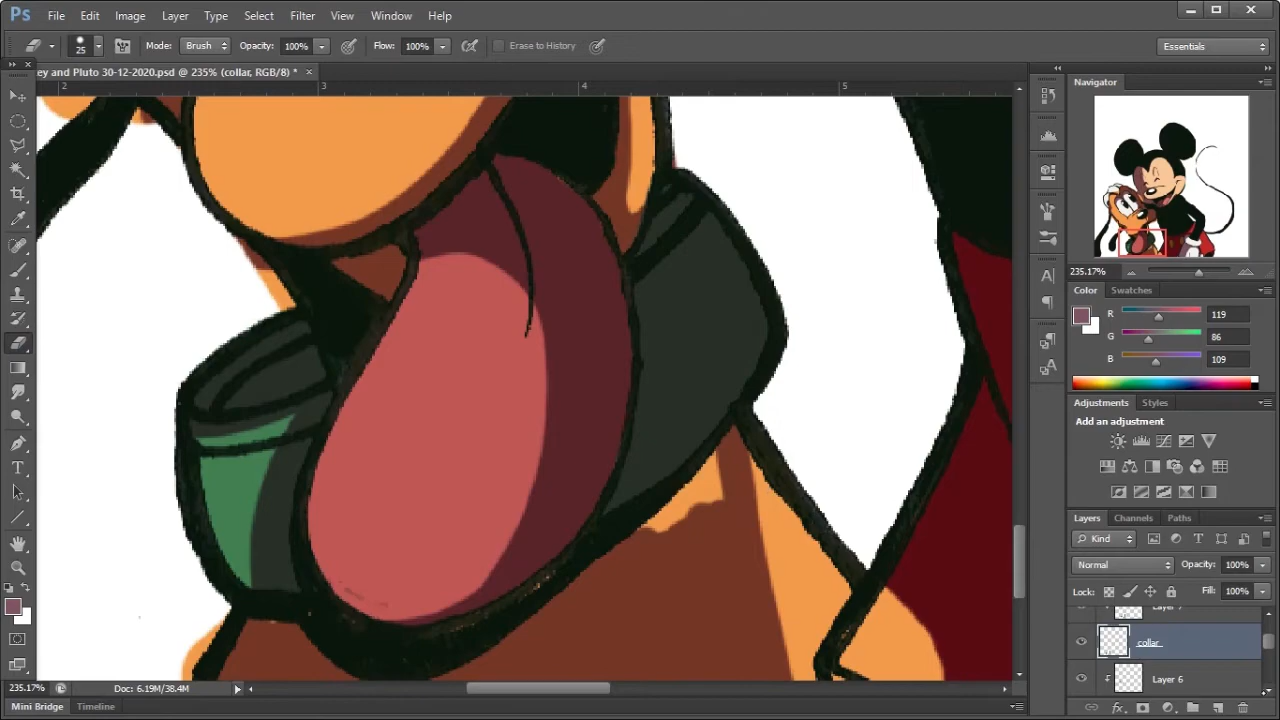 Ps File Edit Image Layer Type Select Filter View Window Help
25 Mode: Brush Opacity: 100% Flow: 100% Erase to History Essentials
ey and Pluto 30-12-2020.psd @ 235% (collar, RGB/8) * ×
2 3 4 5
Navigator
235.17%
Color Swatches
R 119
G 86
B 109
Adjustments Styles
Add an adjustment
Layers Channels Paths
Kind
Normal Opacity: 100%
Lock: Fill: 100%
Layer 7
collar
Layer 6
235.17% Doc: 6.19M/38.4M
Mini Bridge Timeline